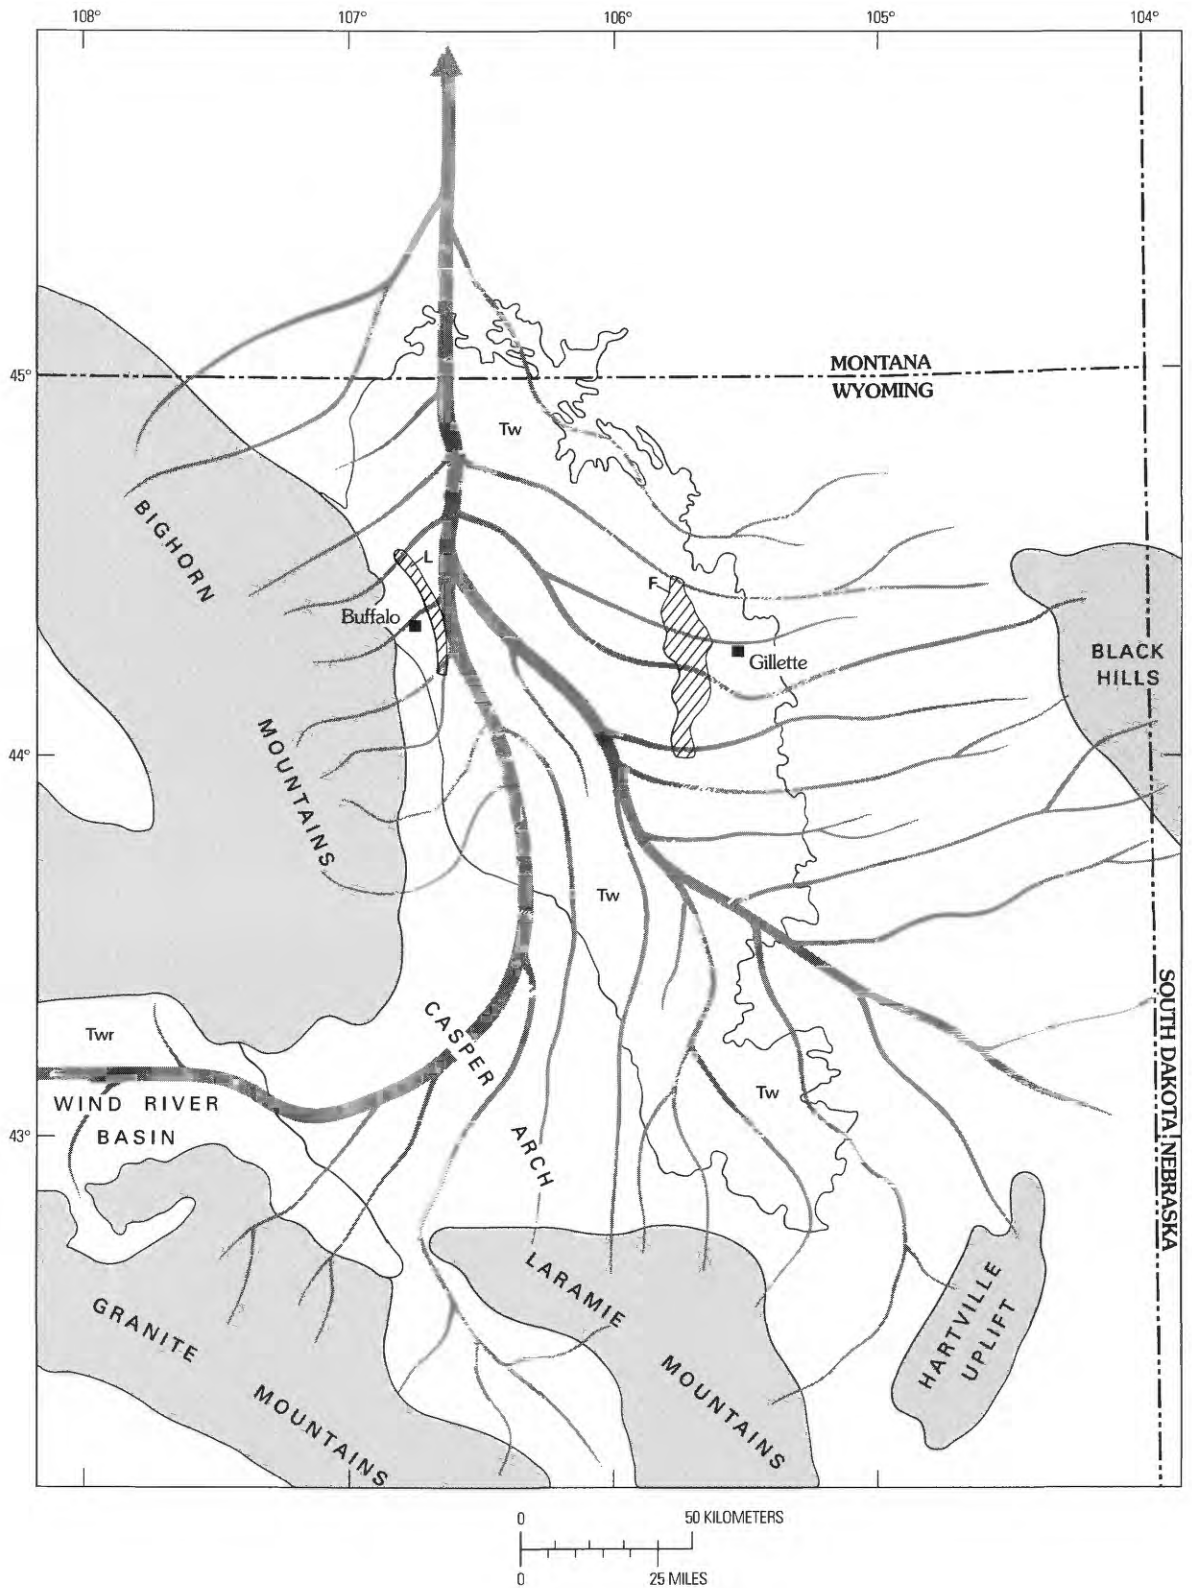 108° 107° 106° 105° 104°
45°
MONTANA
WYOMING
Tw
BIGHORN
L
F
Buffalo
Gillette
BLACK
HILLS
MOUNTAINS
44°
Tw
CASPER
SOUTH DAKOTA
NEBRASKA
Twr
WIND RIVER
BASIN
Tw
43°
ARCH
LARAMIE
HARTVILLE
UPLIFT
GRANITE
MOUNTAINS
MOUNTAINS
0 50 KILOMETERS
0 25 MILES